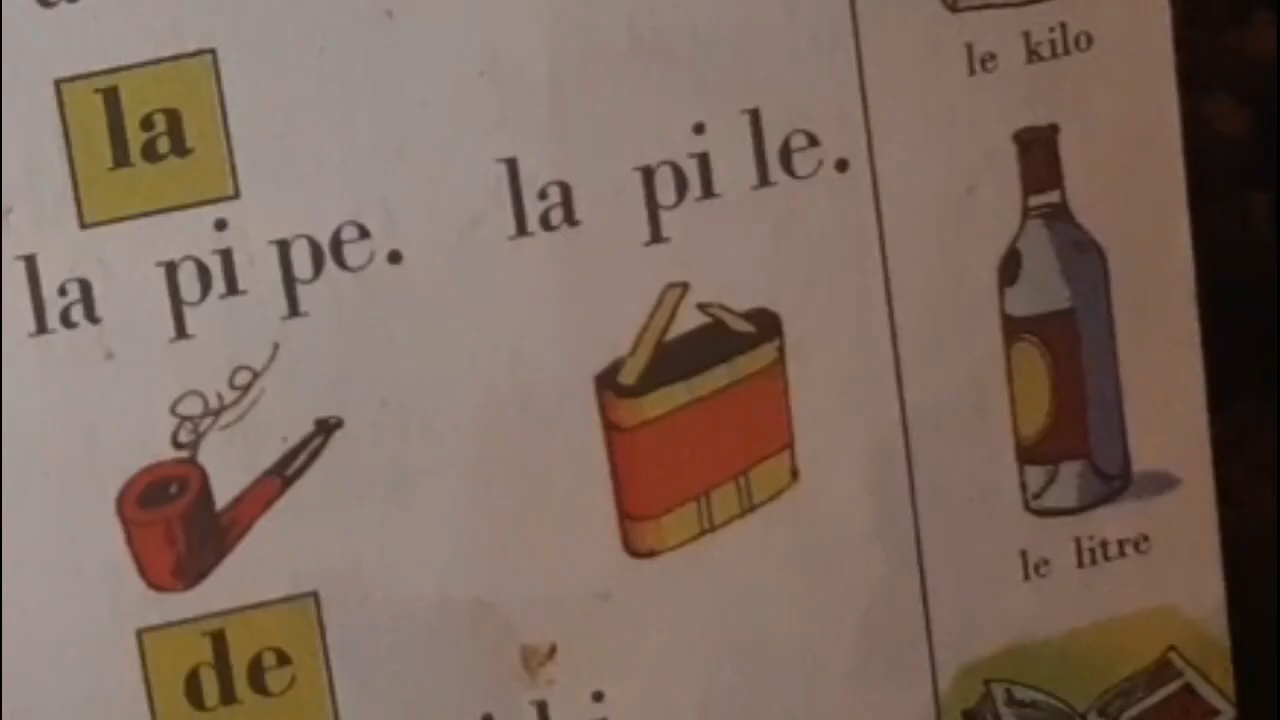 la
la pi pe. la pi le.
de
le kilo
le litre